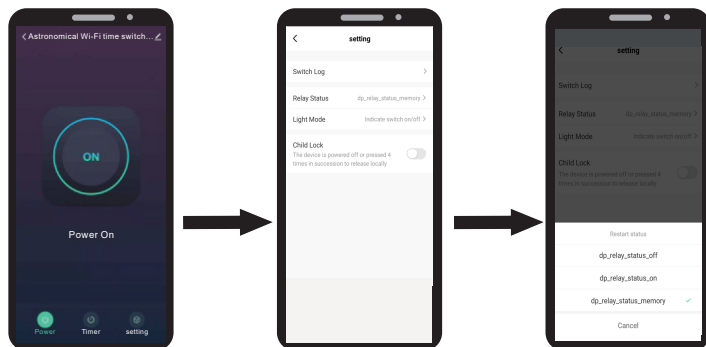 Astronomical Wi-Fi time switch...
ON
Power On
Power
Timer
setting
setting
Switch Log
Relay Status dp_relay_status_memory
Light Mode Indicate switch on/off
Child Lock
The device is powered off or pressed 4
times in succession to release locally
setting
Switch Log
Relay Status dp_relay_status_memory
Light Mode Indicate switch on/off
Child Lock
The device is powered off or pressed 4
times in succession to release locally
Restart status
dp_relay_status_off
dp_relay_status_on
dp_relay_status_memory
Cancel